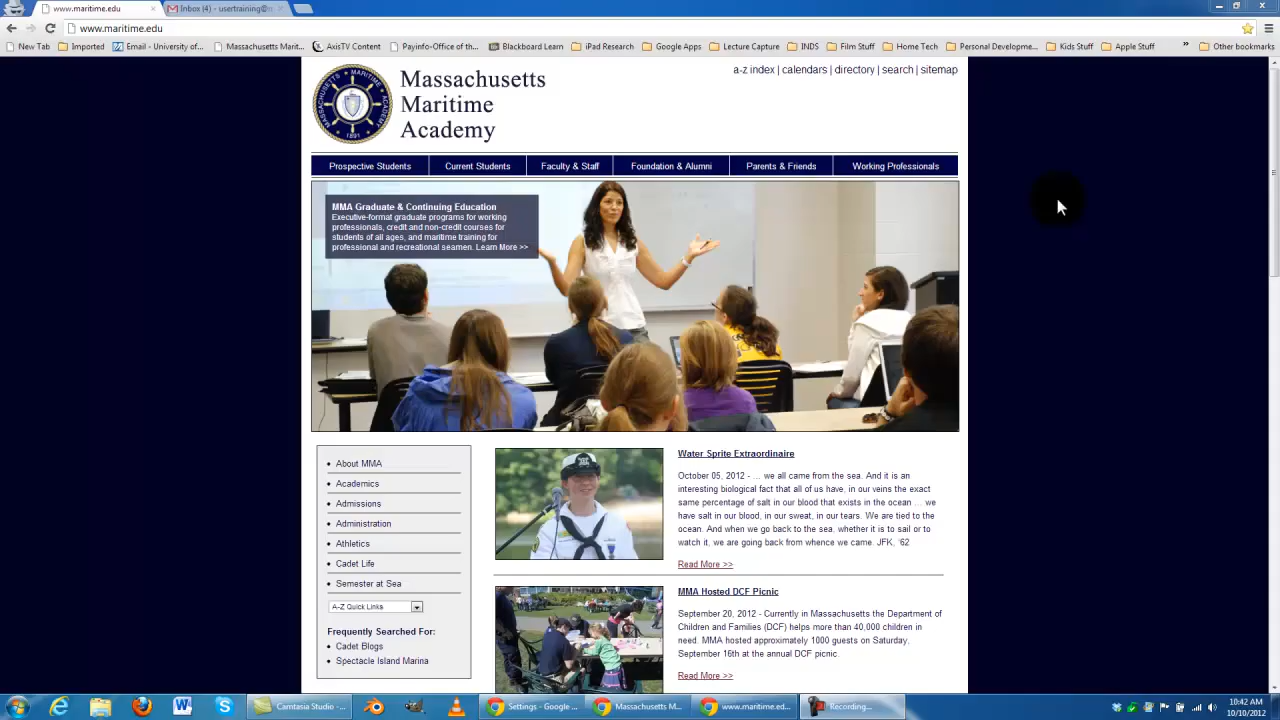 www.maritime.edu
Inbox (4) - usertraining@m
www.maritime.edu
New Tab
Imported
Email - University of...
Massachusetts Marit...
AxisTV Content
Payinfo-Office of th...
Blackboard Learn
iPad Research
Google Apps
Lecture Capture
INDS
Film Stuff
Home Tech
Personal Developme...
Kids Stuff
Apple Stuff
»
Other bookmarks
MASSACHUSETTS MARITIME ACADEMY
1891
Massachusetts
Maritime
Academy
a-z index | calendars | directory | search | sitemap
Prospective Students
Current Students
Faculty & Staff
Foundation & Alumni
Parents & Friends
Working Professionals
MMA Graduate & Continuing Education
Executive-format graduate programs for working
professionals, credit and non-credit courses for
students of all ages, and maritime training for
professional and recreational seamen. Learn More >>
About MMA
Academics
Admissions
Administration
Athletics
Cadet Life
Semester at Sea
A-Z Quick Links
Frequently Searched For:
Cadet Blogs
Spectacle Island Marina
Water Sprite Extraordinaire
October 05, 2012 - ... we all came from the sea. And it is an
interesting biological fact that all of us have, in our veins the exact
same percentage of salt in our blood that exists in the ocean ... we
have salt in our blood, in our sweat, in our tears. We are tied to the
ocean. And when we go back to the sea. whether it is to sail or to
watch it, we are going back from whence we came. JFK, '62
Read More >>
MMA Hosted DCF Picnic
September 20, 2012 - Currently in Massachusetts the Department of
Children and Families (DCF) helps more than 40,000 children in
need. MMA hosted approximately 1000 guests on Saturday,
September 16th at the annual DCF picnic.
Read More >>
Camtasia Studio -...
Settings - Google ...
Massachusetts M...
www.maritime.ed...
Recording...
10:42 AM
10/10/2012